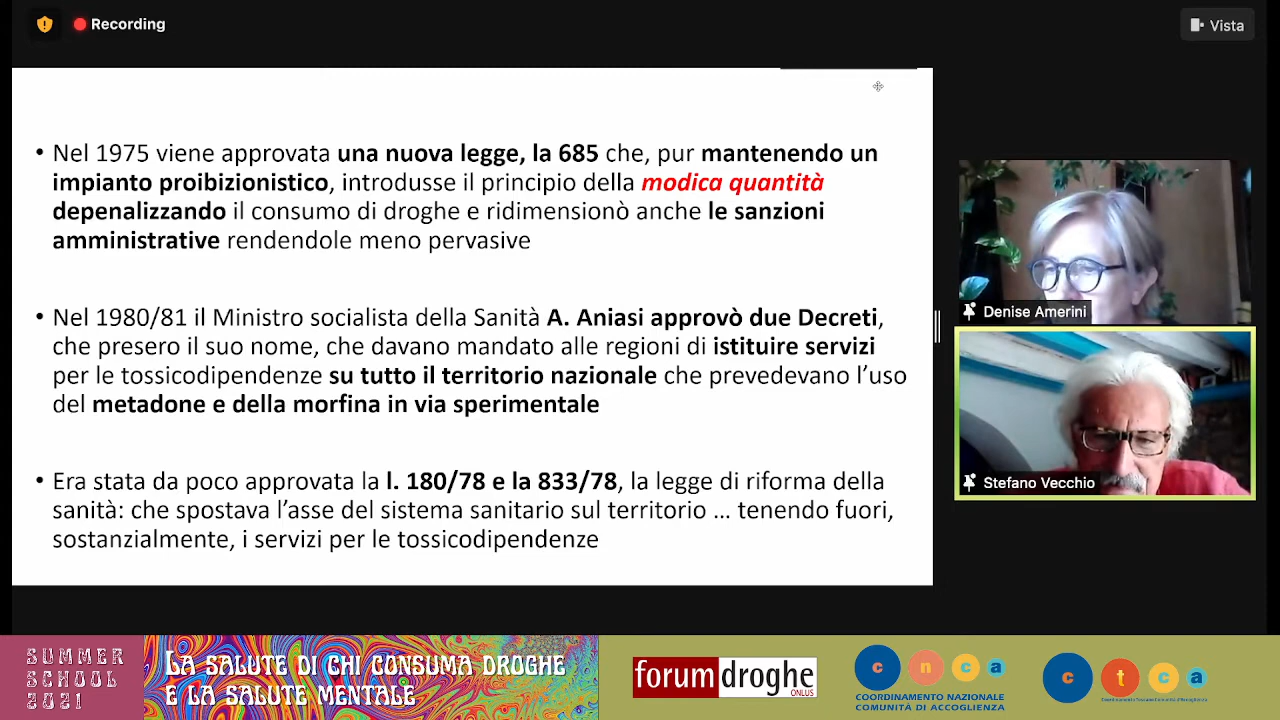 Recording
Vista
• Nel 1975 viene approvata una nuova legge, la 685 che, pur mantenendo un
impianto proibizionistico, introdusse il principio della modica quantità
depenalizzando il consumo di droghe e ridimensionò anche le sanzioni
amministrative rendendole meno pervasive
• Nel 1980/81 il Ministro socialista della Sanità A. Aniasi approvò due Decreti,
che presero il suo nome, che davano mandato alle regioni di istituire servizi
per le tossicodipendenze su tutto il territorio nazionale che prevedevano l’uso
del metadone e della morfina in via sperimentale
• Era stata da poco approvata la l. 180/78 e la 833/78, la legge di riforma della
sanità: che spostava l’asse del sistema sanitario sul territorio … tenendo fuori,
sostanzialmente, i servizi per le tossicodipendenze
Denise Amerini
Stefano Vecchio
SUMMER
SCHOOL
2021
LA SALUTE DI CHI CONSUMA DROGHE
E LA SALUTE MENTALE
forumdroghe
ONLUS
c n c a
COORDINAMENTO NAZIONALE
COMUNITÀ DI ACCOGLIENZA
c t c a
Coordinamento Toscano Comunità d'Accoglienza